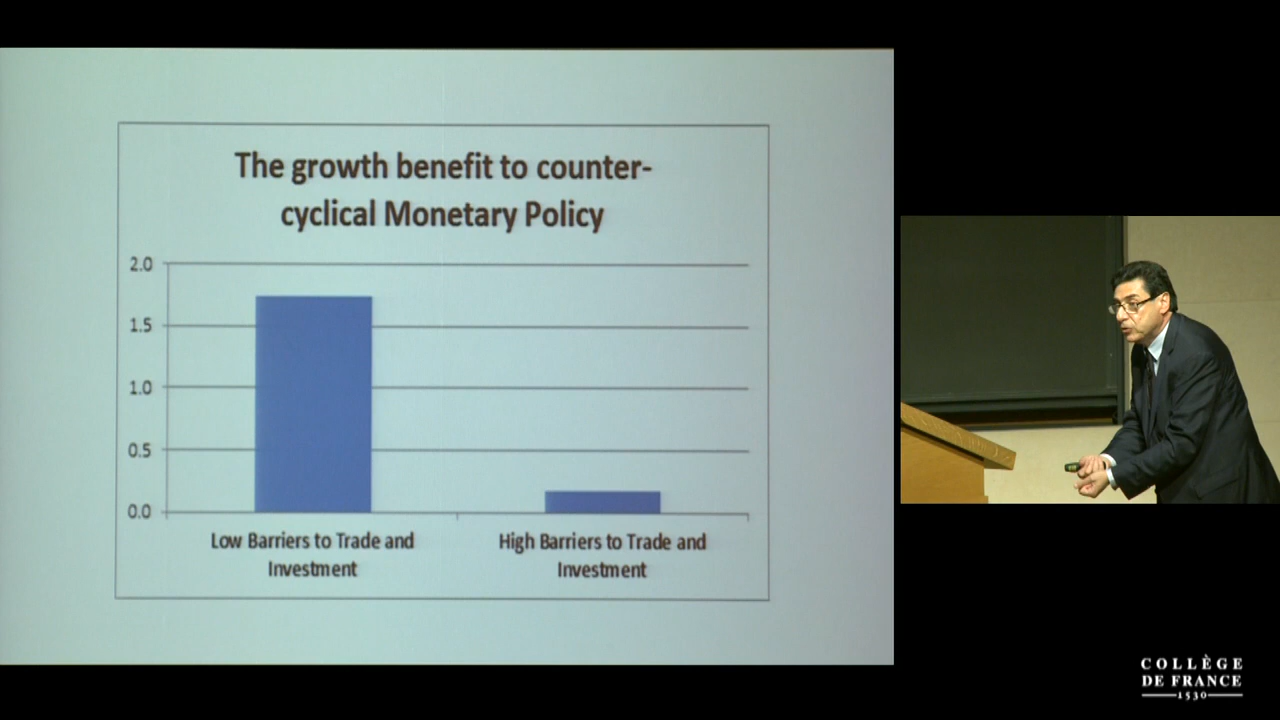 The growth benefit to counter-
cyclical Monetary Policy
2.0
1.5
1.0
0.5
0.0
Low Barriers to Trade and
Investment
High Barriers to Trade and
Investment
COLLÈGE
DE FRANCE
1530